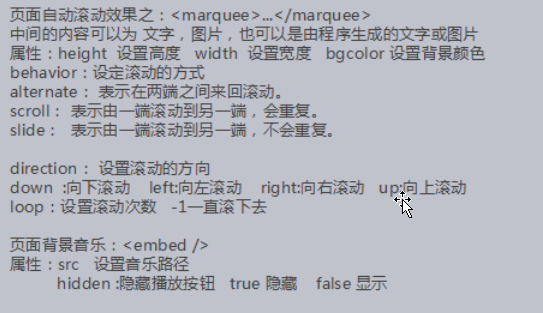 页面自动滚动效果之：<marquee>...</marquee>
中间的内容可以为 文字，图片，也可以是由程序生成的文字或图片
属性：height 设置高度 width 设置宽度 bgcolor 设置背景颜色
behavior：设定滚动的方式
alternate： 表示在两端之间来回滚动。
scroll： 表示由一端滚动到另一端，会重复。
slide： 表示由一端滚动到另一端，不会重复。
direction： 设置滚动的方向
down :向下滚动 left:向左滚动 right:向右滚动 up:向上滚动
loop：设置滚动次数 -1一直滚下去
页面背景音乐：<embed />
属性：src 设置音乐路径
hidden :隐藏播放按钮 true 隐藏 false 显示